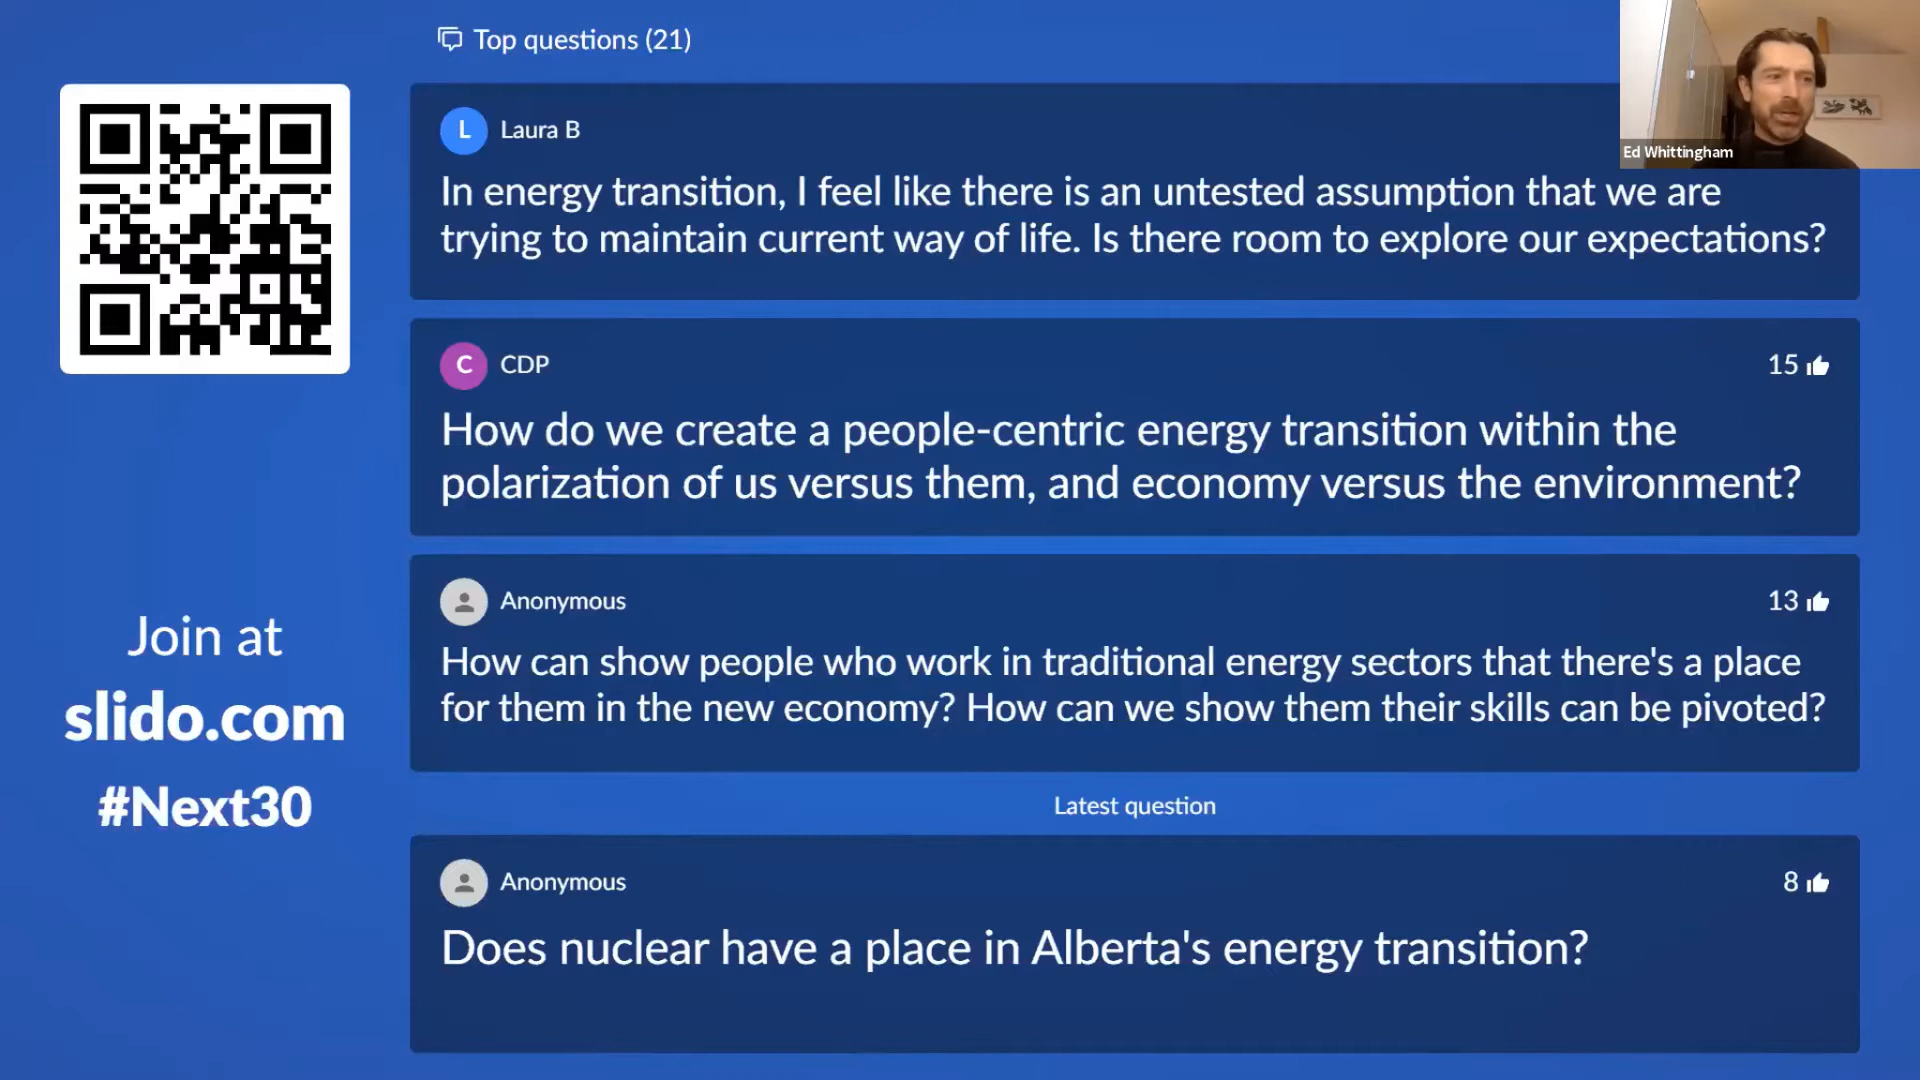 Top questions (21)
Ed Whittingham
L
Laura B
In energy transition, I feel like there is an untested assumption that we are
trying to maintain current way of life. Is there room to explore our expectations?
C
CDP
15
How do we create a people-centric energy transition within the
polarization of us versus them, and economy versus the environment?
Anonymous
13
How can show people who work in traditional energy sectors that there's a place
for them in the new economy? How can we show them their skills can be pivoted?
Join at
slido.com
#Next30
Latest question
Anonymous
8
Does nuclear have a place in Alberta's energy transition?